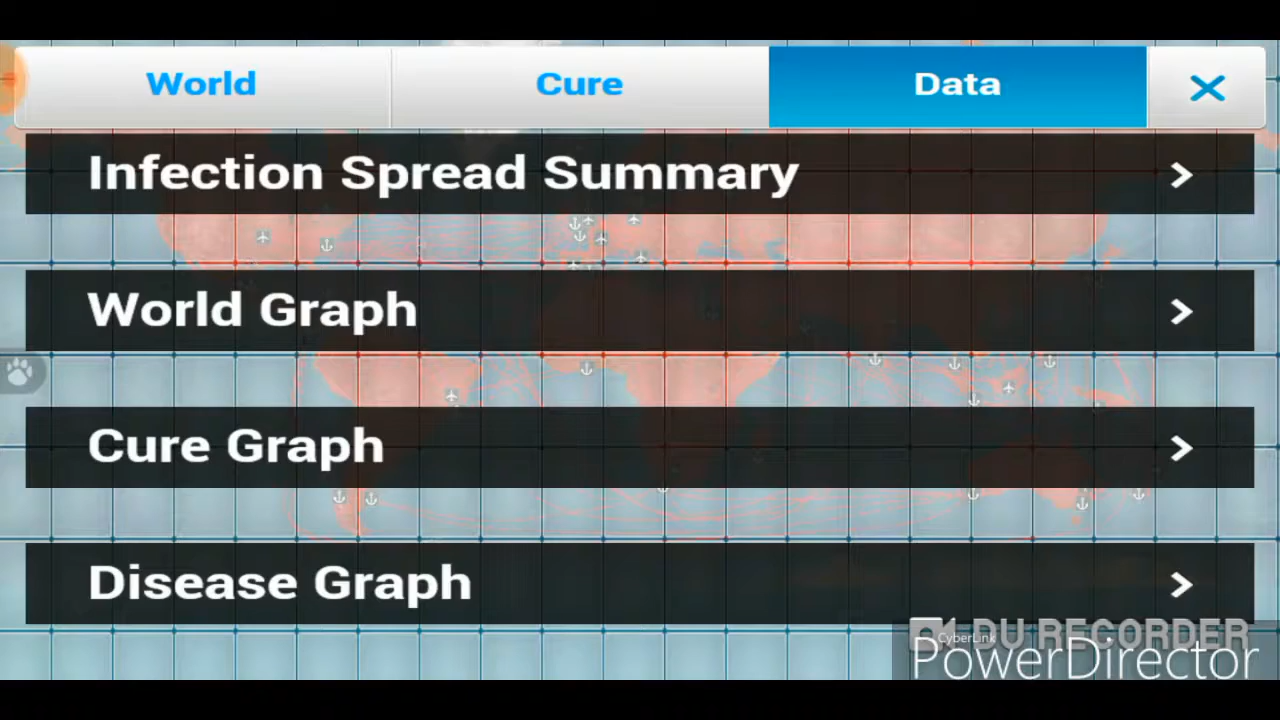 World
Cure
Data
Infection Spread Summary
World Graph
Cure Graph
Disease Graph
DU RECORDER
CyberLink
PowerDirector